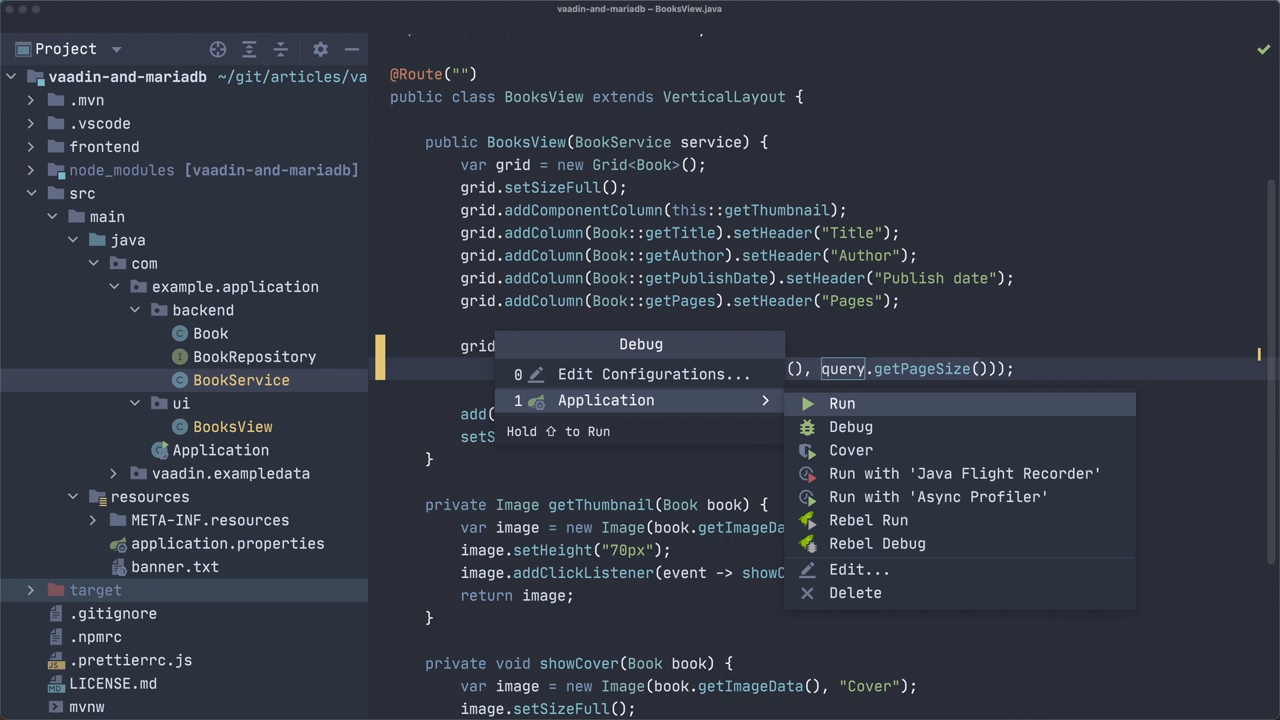 vaadin-and-mariadb – BooksView.java
Project
vaadin-and-mariadb ~/git/articles/va
.mvn
.vscode
frontend
node_modules [vaadin-and-mariadb]
src
main
java
com
example.application
backend
Book
BookRepository
BookService
ui
BooksView
Application
vaadin.exampledata
resources
META-INF.resources
application.properties
banner.txt
target
.gitignore
.npmrc
.prettierrc.js
LICENSE.md
mvnw
@Route("")
public class BooksView extends VerticalLayout {
public BooksView(BookService service) {
var grid = new Grid<Book>();
grid.setSizeFull();
grid.addComponentColumn(this::getThumbnail);
grid.addColumn(Book::getTitle).setHeader("Title");
grid.addColumn(Book::getAuthor).setHeader("Author");
grid.addColumn(Book::getPublishDate).setHeader("Publish date");
grid.addColumn(Book::getPages).setHeader("Pages");
grid
(), query.getPageSize()));
add(
setS
}
private Image getThumbnail(Book book) {
var image = new Image(book.getImageDa
image.setHeight("70px");
image.addClickListener(event -> showC
return image;
}
private void showCover(Book book) {
var image = new Image(book.getImageData(), "Cover");
image.setSizeFull();
Debug
0 Edit Configurations...
1 Application
Hold ⇧ to Run
Run
Debug
Cover
Run with 'Java Flight Recorder'
Run with 'Async Profiler'
Rebel Run
Rebel Debug
Edit...
Delete